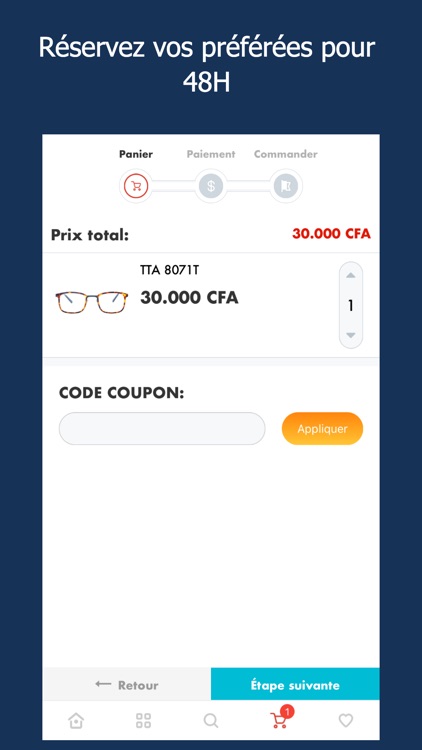 Réservez vos préférées pour
48H
Panier
Paiement
Commander
$
Prix total:
30.000 CFA
TTA 8071T
30.000 CFA
1
CODE COUPON:
Appliquer
Retour
Étape suivante
1